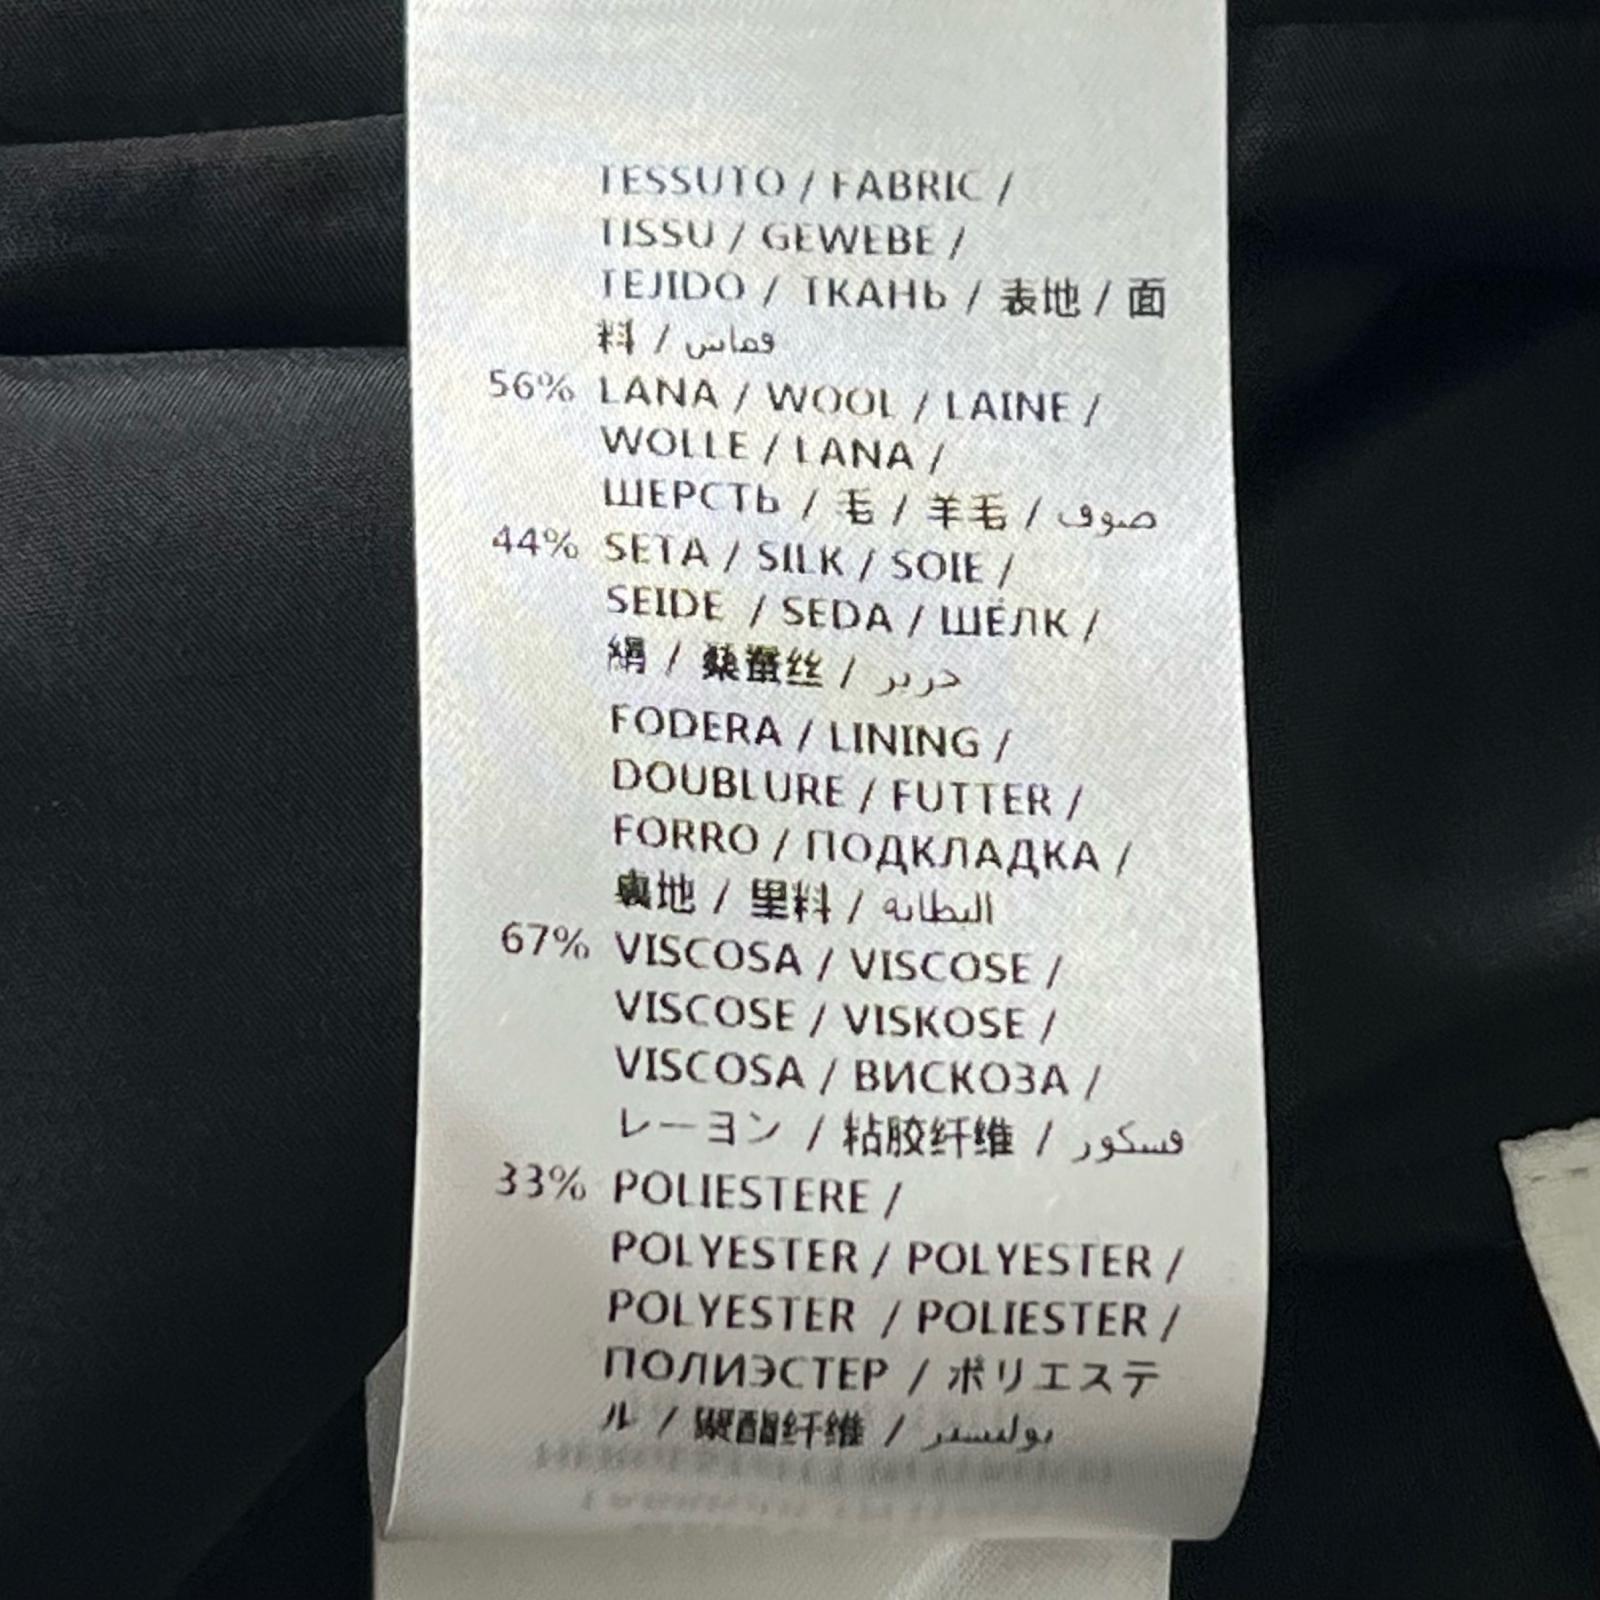 TESSUTO / FABRIC /
TISSU / GEWEBE /
TEJIDO / ТКАНЬ / 表地 / 面
料 / قماش
56% LANA / WOOL / LAINE /
WOLLE / LANA /
ШЕРСТЬ / 毛 / 羊毛 / صوف
44% SETA / SILK / SOIE /
SEIDE / SEDA / ШЁЛК /
絹 / 桑蚕丝 / حرير
FODERA / LINING /
DOUBLURE / FUTTER /
FORRO / ПОДКЛАДКА /
裏地 / 里料 / البطانه
67% VISCOSA / VISCOSE /
VISCOSE / VISKOSE /
VISCOSA / ВИСКОЗА /
レーヨン / 粘胶纤维 / فسكور
33% POLIESTERE /
POLYESTER / POLYESTER /
POLYESTER / POLIESTER /
ПОЛИЭСТЕР / ポリエステ
ル / 聚酯纤维 / بوليستر